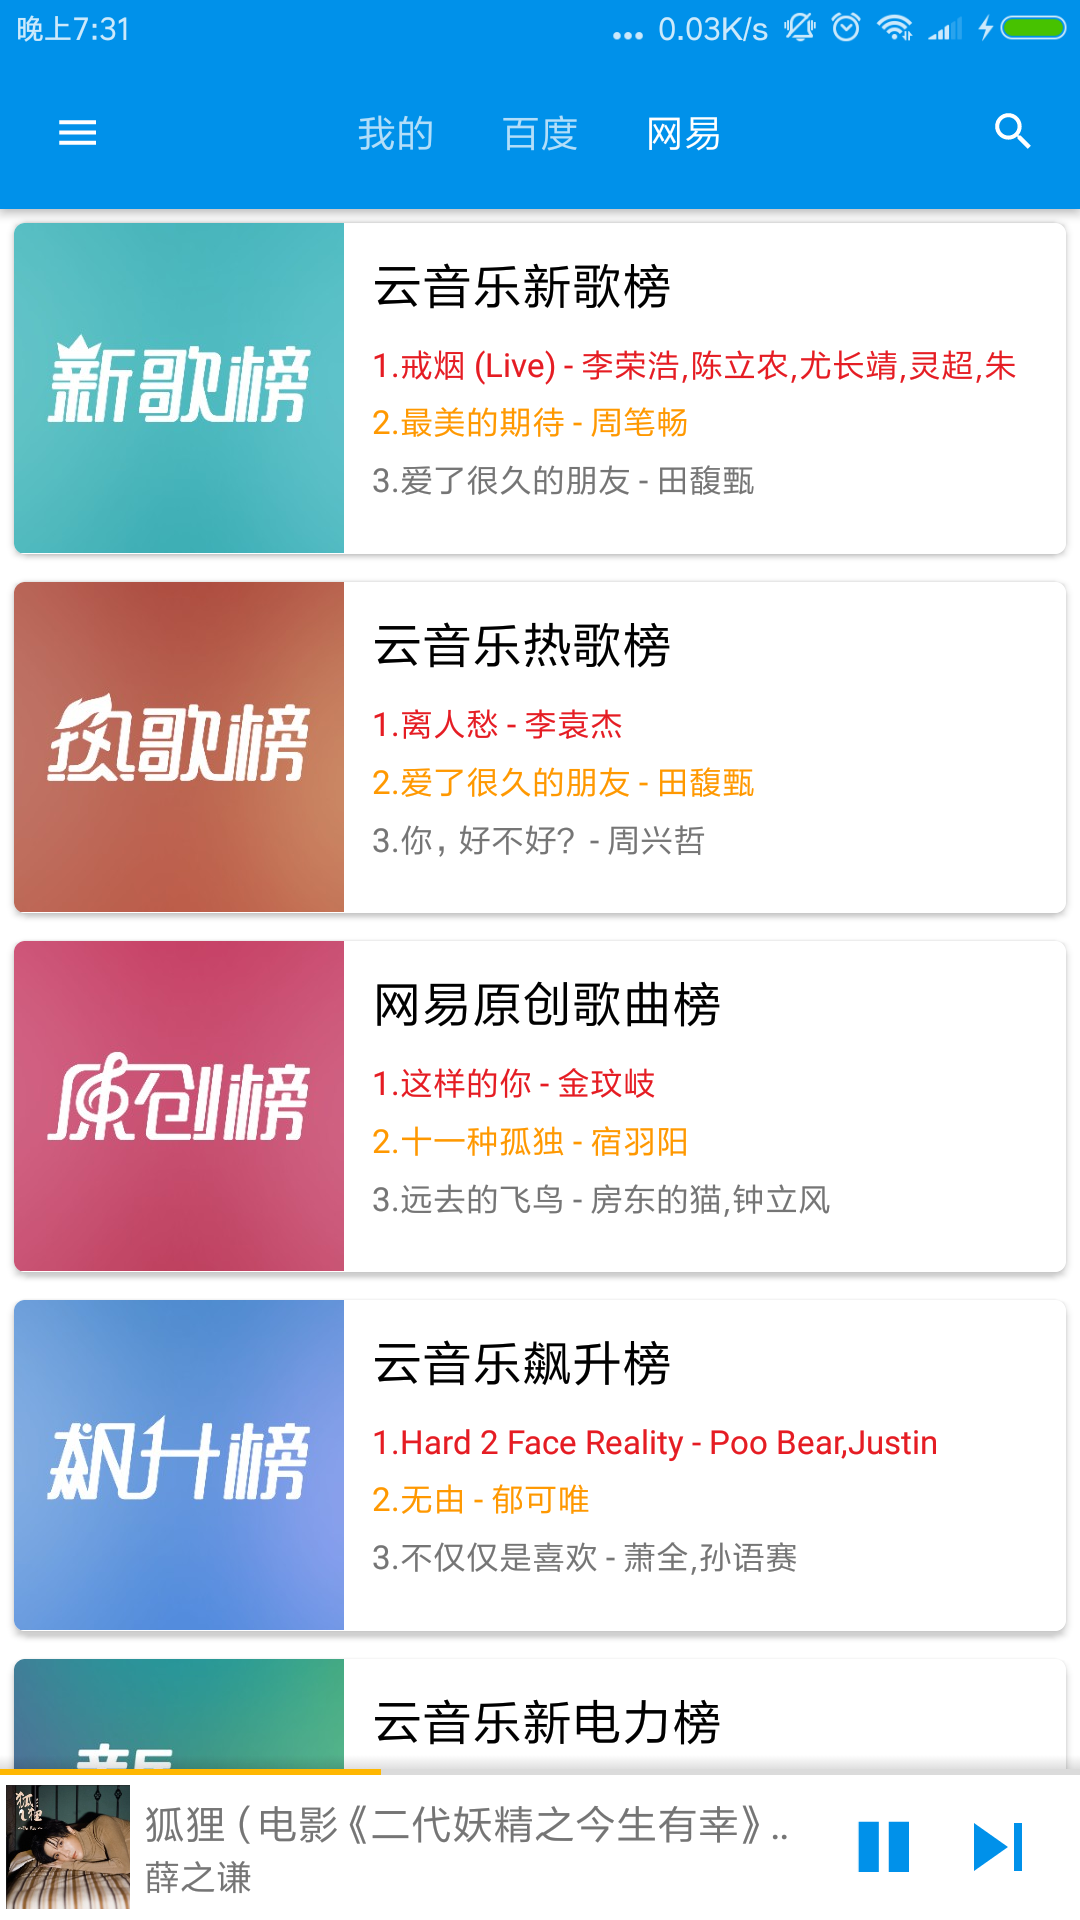 晚上7:31
... 0.03K/s
我的 百度 网易
新歌榜
云音乐新歌榜
1.戒烟 (Live) - 李荣浩,陈立农,尤长靖,灵超,朱
2.最美的期待 - 周笔畅
3.爱了很久的朋友 - 田馥甄
热歌榜
云音乐热歌榜
1.离人愁 - 李袁杰
2.爱了很久的朋友 - 田馥甄
3.你，好不好？ - 周兴哲
原创榜
网易原创歌曲榜
1.这样的你 - 金玟岐
2.十一种孤独 - 宿羽阳
3.远去的飞鸟 - 房东的猫,钟立风
飙升榜
云音乐飙升榜
1.Hard 2 Face Reality - Poo Bear,Justin
2.无由 - 郁可唯
3.不仅仅是喜欢 - 萧全,孙语赛
云音乐新电力榜
狐狸（电影《二代妖精之今生有幸》..
薛之谦